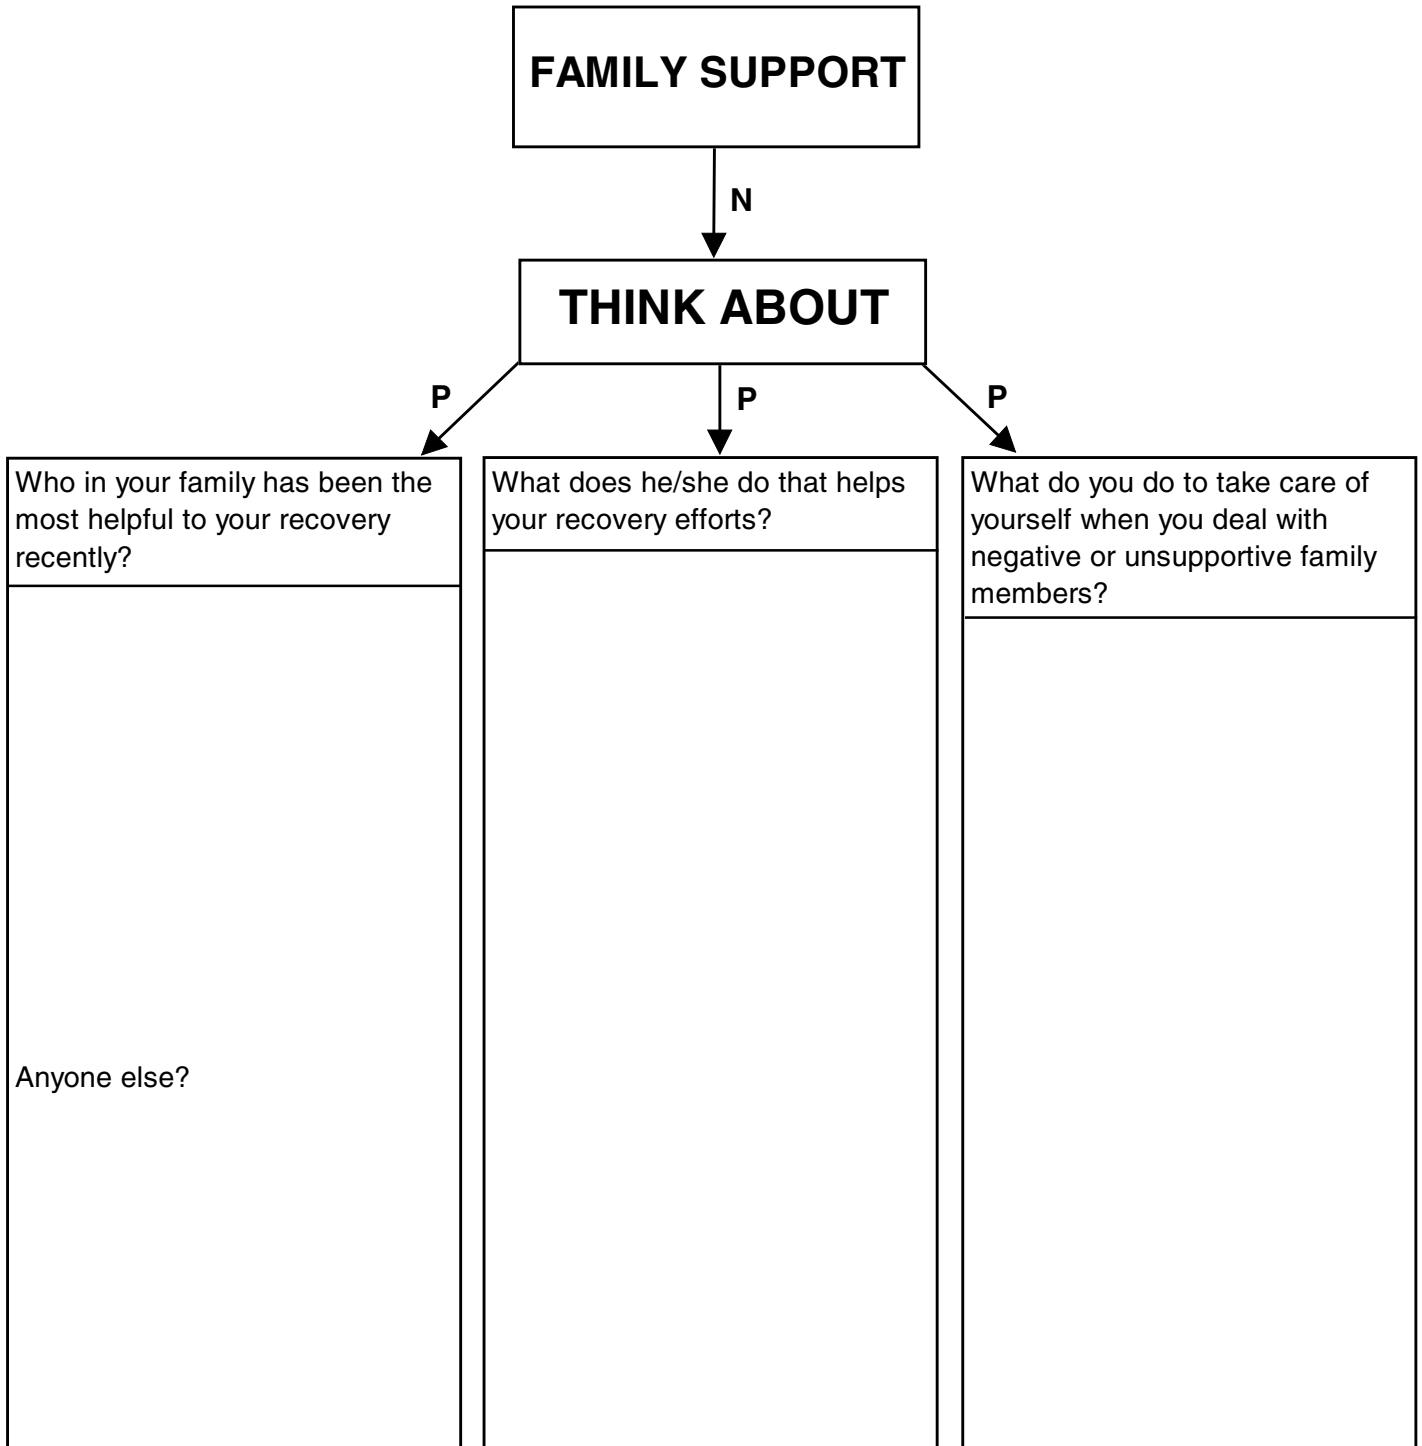 FAMILY SUPPORT
N
THINK ABOUT
P
P
P
Who in your family has been the
most helpful to your recovery
recently?
Anyone else?
What does he/she do that helps
your recovery efforts?
What do you do to take care of
yourself when you deal with
negative or unsupportive family
members?